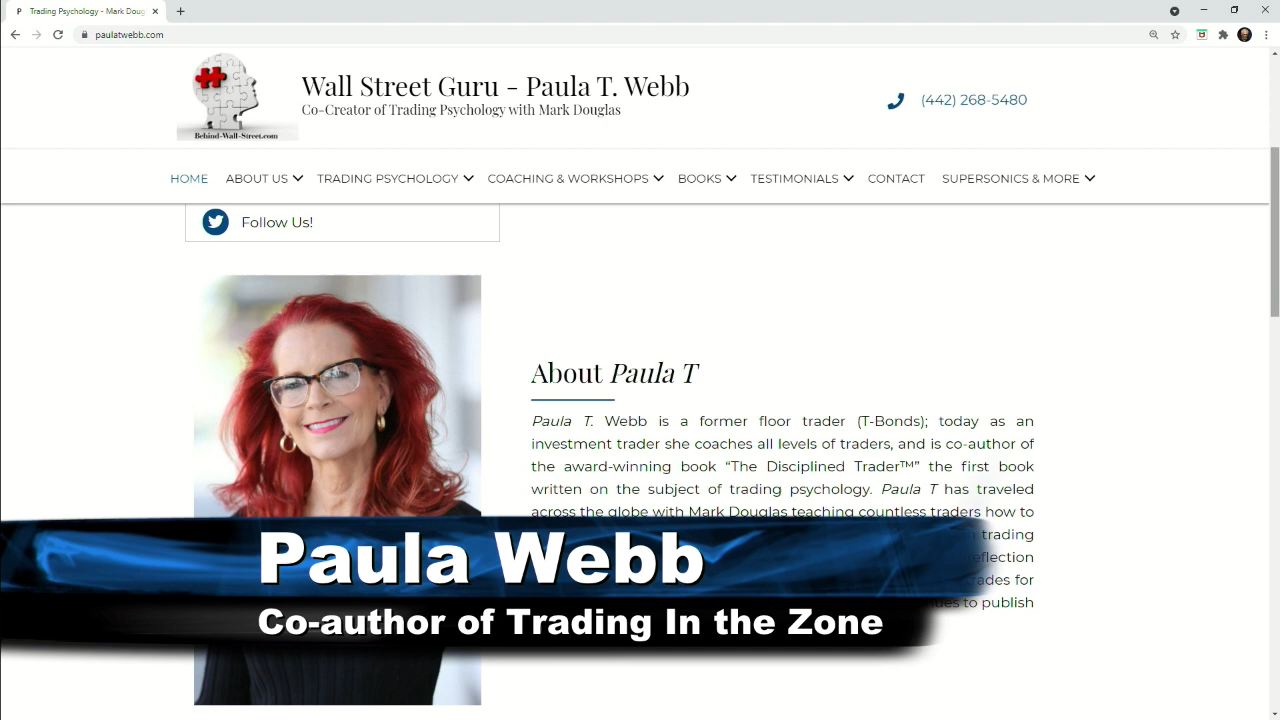 Trading Psychology - Mark Doug
paulatwebb.com
Behind-Wall-Street.com
Wall Street Guru - Paula T. Webb
Co-Creator of Trading Psychology with Mark Douglas
(442) 268-5480
HOME ABOUT US TRADING PSYCHOLOGY COACHING & WORKSHOPS BOOKS TESTIMONIALS CONTACT SUPERSONICS & MORE
Follow Us!
About Paula T
Paula T. Webb is a former floor trader (T-Bonds); today as an
investment trader she coaches all levels of traders, and is co-author of
the award-winning book “The Disciplined Trader™” the first book
written on the subject of trading psychology. Paula T has traveled
across the globe with Mark Douglas teaching countless traders how to
trading
for
to publish
Paula Webb
Co-author of Trading In the Zone